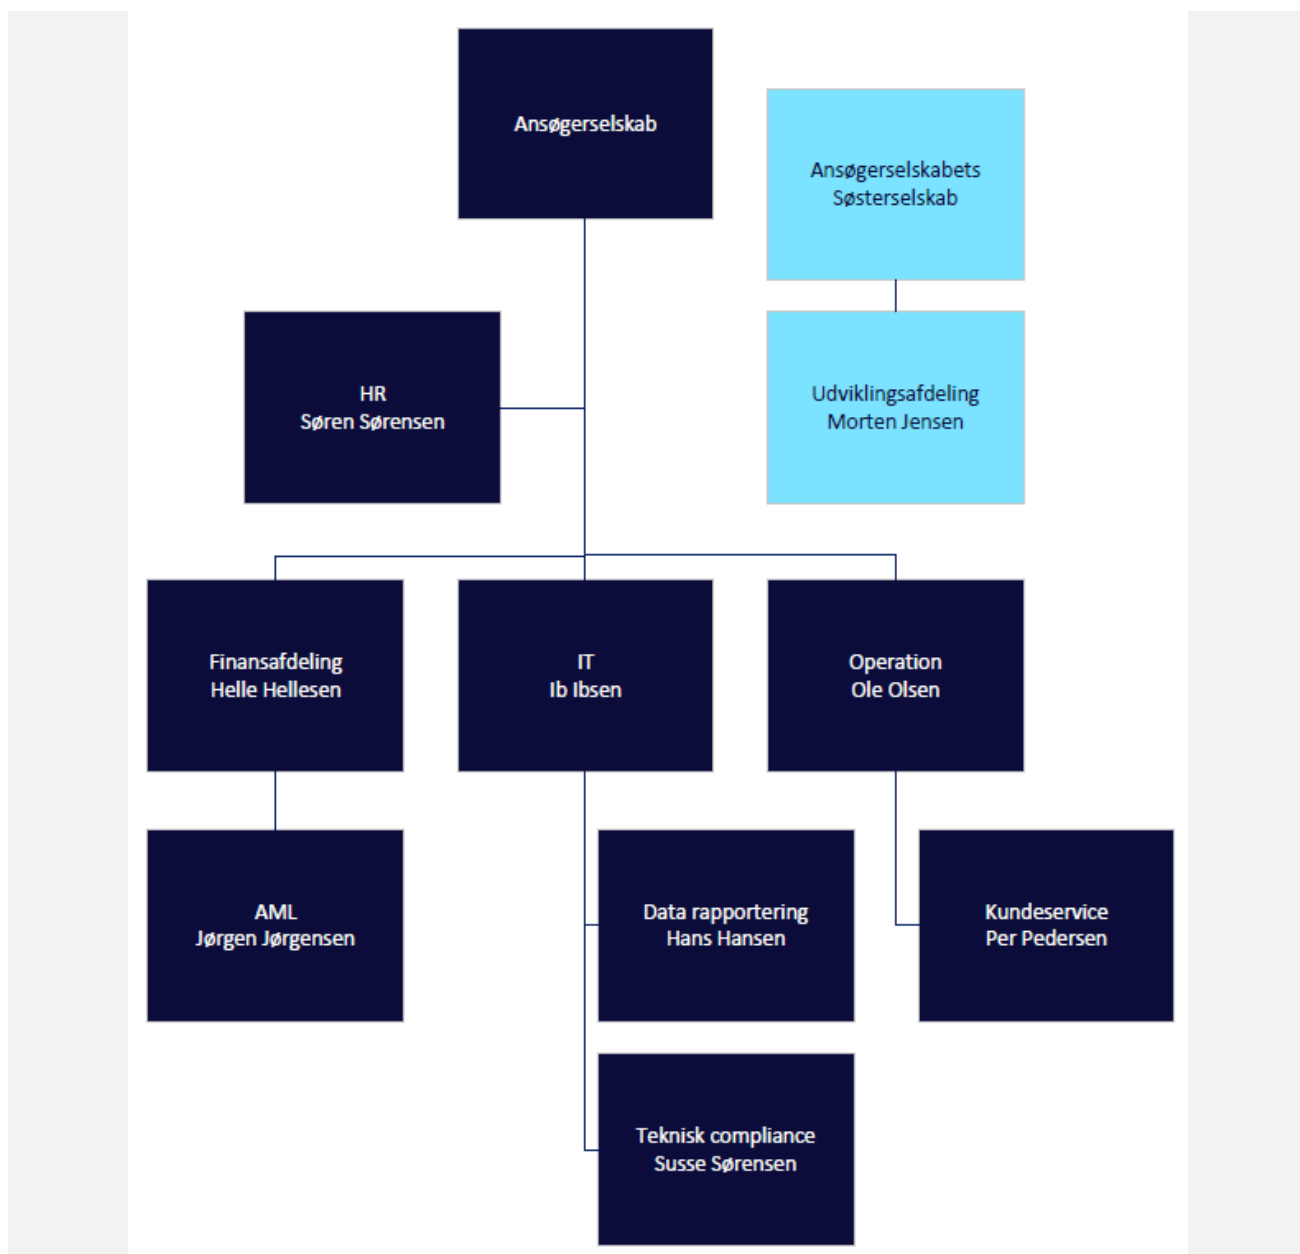 Ansøgerselskab
Ansøgerselskabets
Søsterselskab
HR
Søren Sørensen
Udviklingsafdeling
Morten Jensen
Finansafdeling
Helle Hellesen
IT
Ib Ibsen
Operation
Ole Olsen
AML
Jørgen Jørgensen
Data rapportering
Hans Hansen
Kundeservice
Per Pedersen
Teknisk compliance
Susse Sørensen